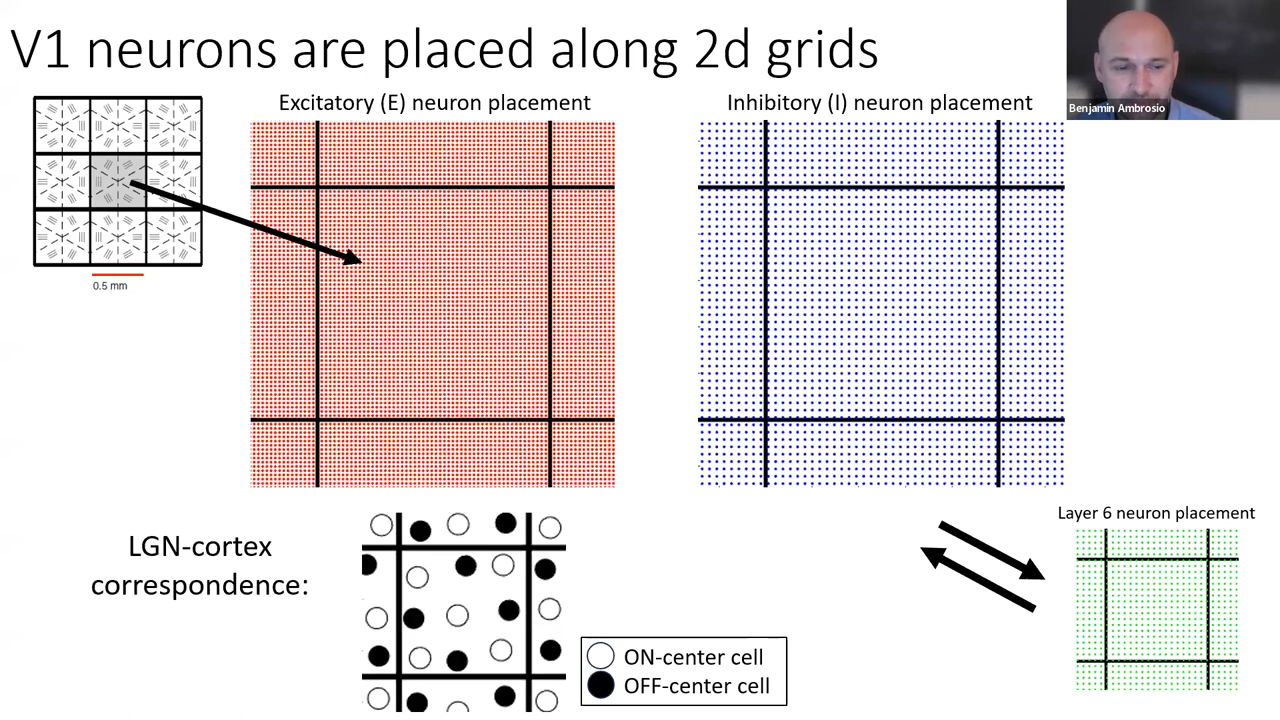 V1 neurons are placed along 2d grids
Benjamin Ambrosio
Excitatory (E) neuron placement
Inhibitory (I) neuron placement
0.5 mm
LGN-cortex
correspondence:
ON-center cell
OFF-center cell
Layer 6 neuron placement